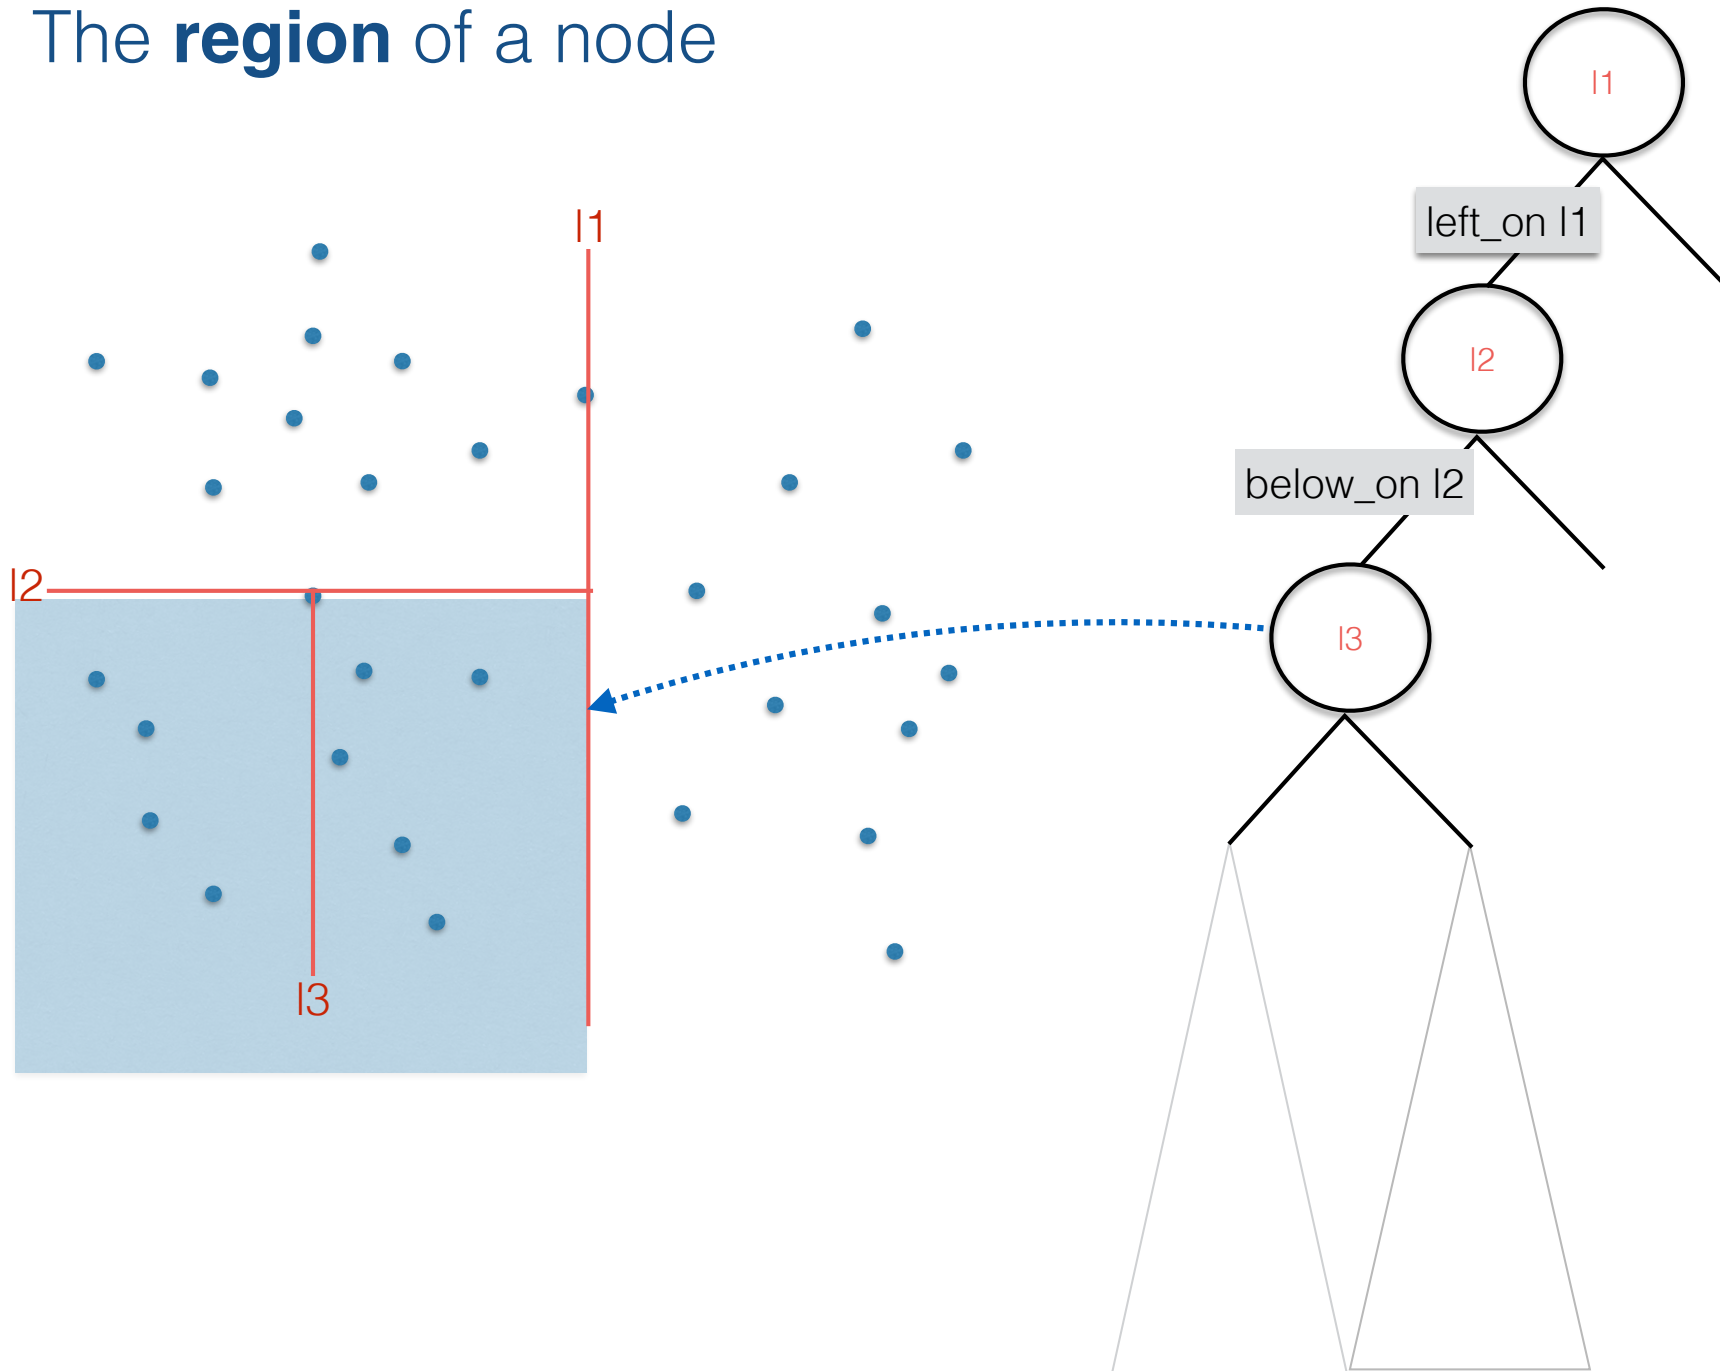 The region of a node
l1
left_on l1
l1
l2
below_on l2
l2
l3
l3